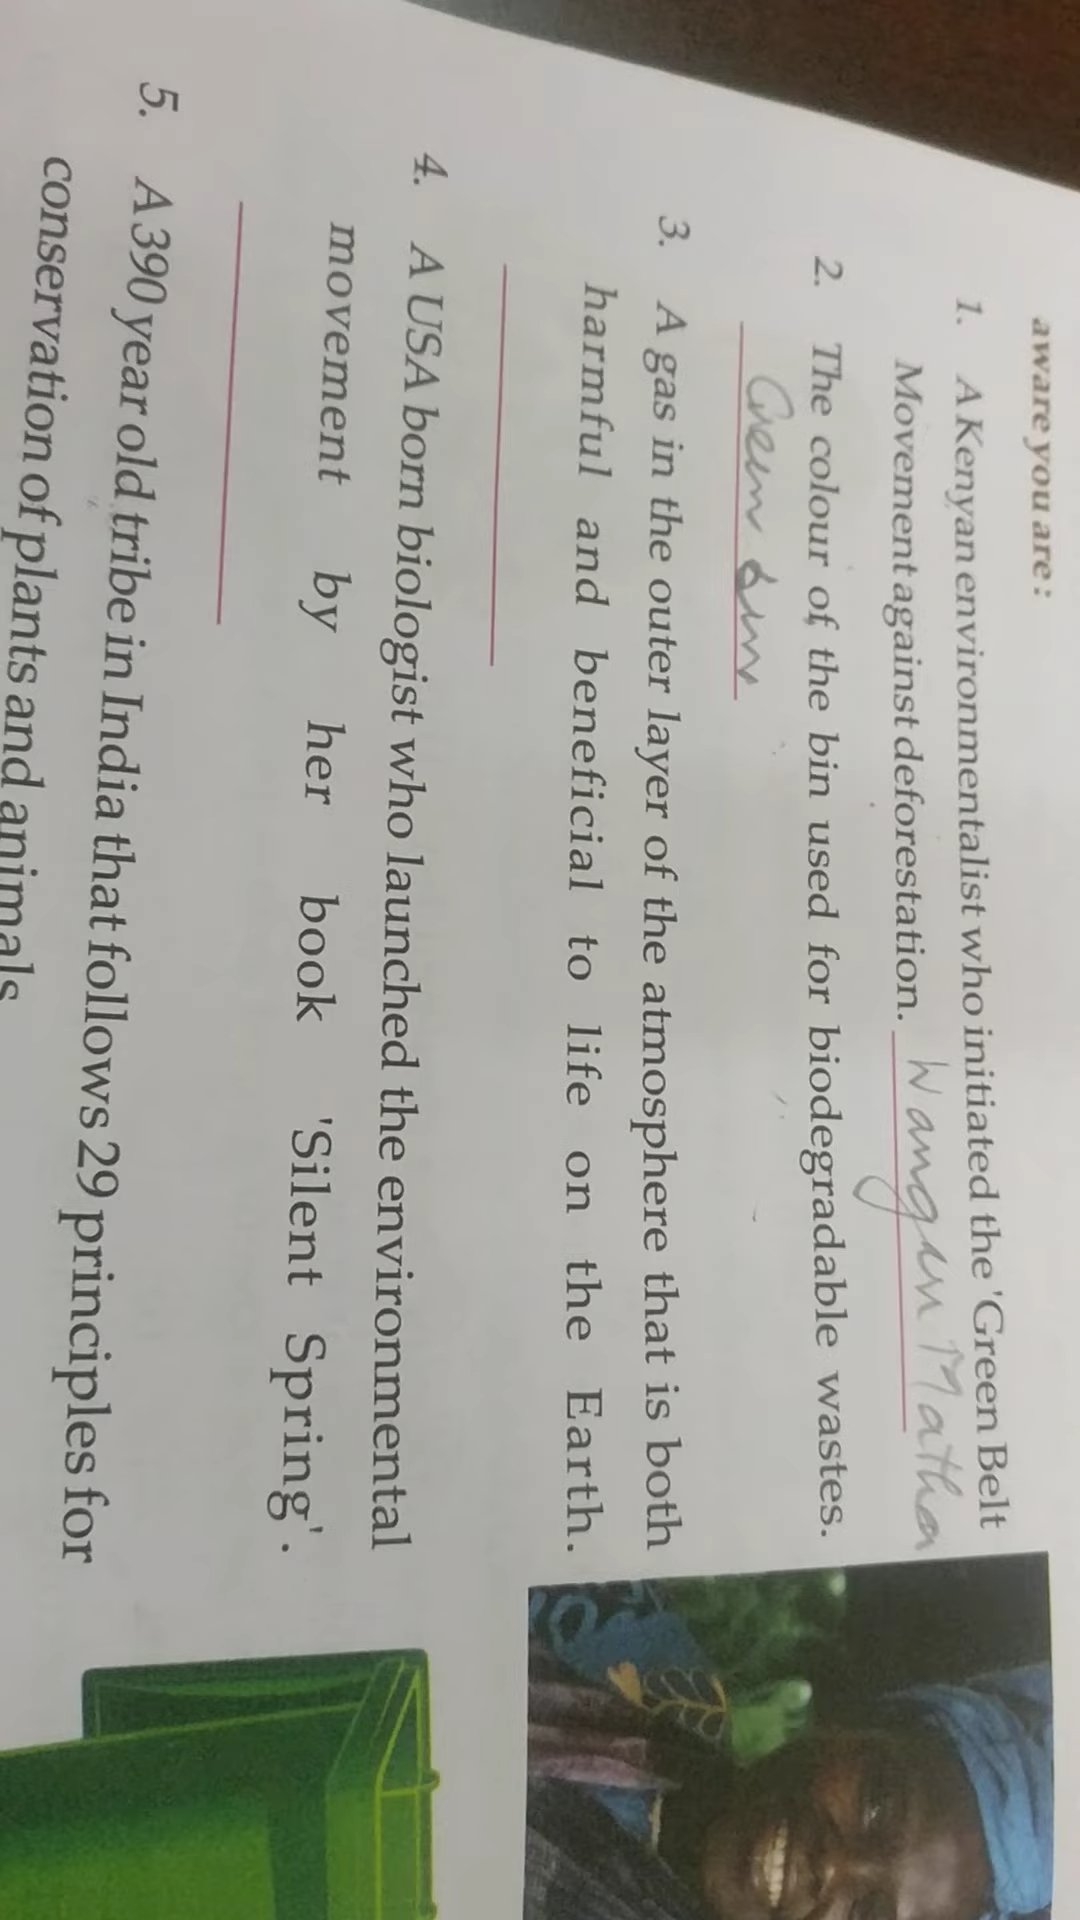 aware you are :
1. A Kenyan environmentalist who initiated the 'Green Belt
Movement against deforestation. Wangari Matha
2. The colour of the bin used for biodegradable wastes.
Green
3. A gas in the outer layer of the atmosphere that is both
harmful and beneficial to life on the Earth.
4. A USA born biologist who launched the environmental
movement by her book 'Silent Spring'.
5. A 390 year old tribe in India that follows 29 principles for
conservation of plants and animals